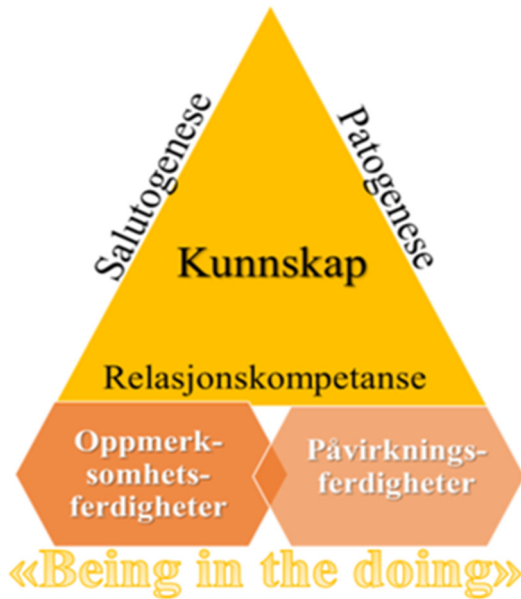 Salutogenese
Patogenese
Kunnskap
Relasjonskompetanse
Oppmerk-
somhets-
ferdigheter
Påvirknings-
ferdigheter
«Being in the doing»